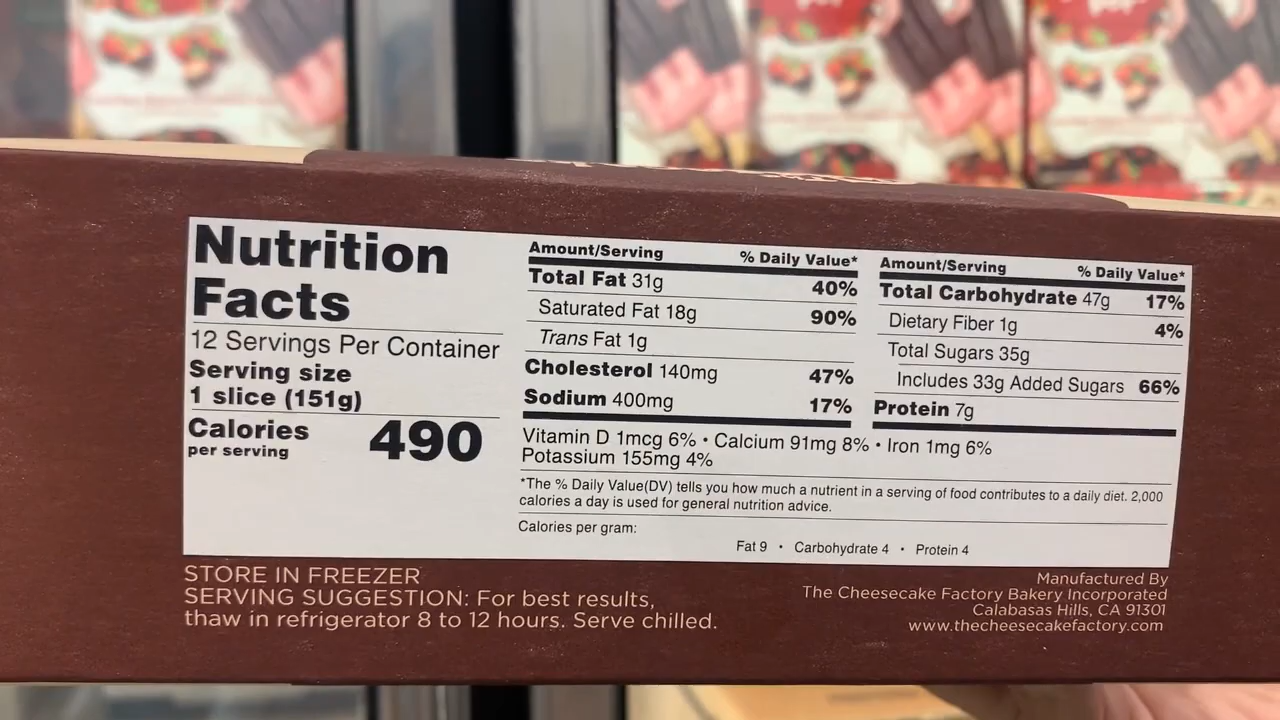 Nutrition
Facts
12 Servings Per Container
Serving size
1 slice (151g)
Calories 490
per serving
Amount/Serving % Daily Value*
Total Fat 31g 40%
Saturated Fat 18g 90%
Trans Fat 1g
Cholesterol 140mg 47%
Sodium 400mg 17%
Amount/Serving % Daily Value*
Total Carbohydrate 47g 17%
Dietary Fiber 1g 4%
Total Sugars 35g
Includes 33g Added Sugars 66%
Protein 7g
Vitamin D 1mcg 6% • Calcium 91mg 8% • Iron 1mg 6%
Potassium 155mg 4%
*The % Daily Value(DV) tells you how much a nutrient in a serving of food contributes to a daily diet. 2,000
calories a day is used for general nutrition advice.
Calories per gram:
Fat 9 • Carbohydrate 4 • Protein 4
STORE IN FREEZER
SERVING SUGGESTION: For best results,
thaw in refrigerator 8 to 12 hours. Serve chilled.
Manufactured By
The Cheesecake Factory Bakery Incorporated
Calabasas Hills, CA 91301
www.thecheesecakefactory.com